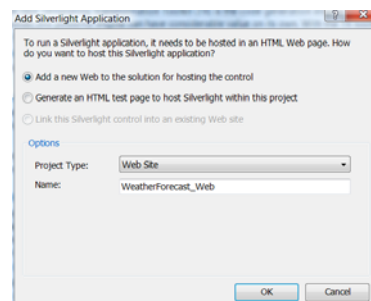 Add Silverlight Application
To run a Silverlight application, it needs to be hosted in an HTML Web page. How
do you want to host this Silverlight application?
Add a new Web to the solution for hosting the control
Generate an HTML test page to host Silverlight within this project
Link this Silverlight control into an existing Web site
Options
Project Type:
Web Site
Name:
WeatherForecast_Web
OK
Cancel